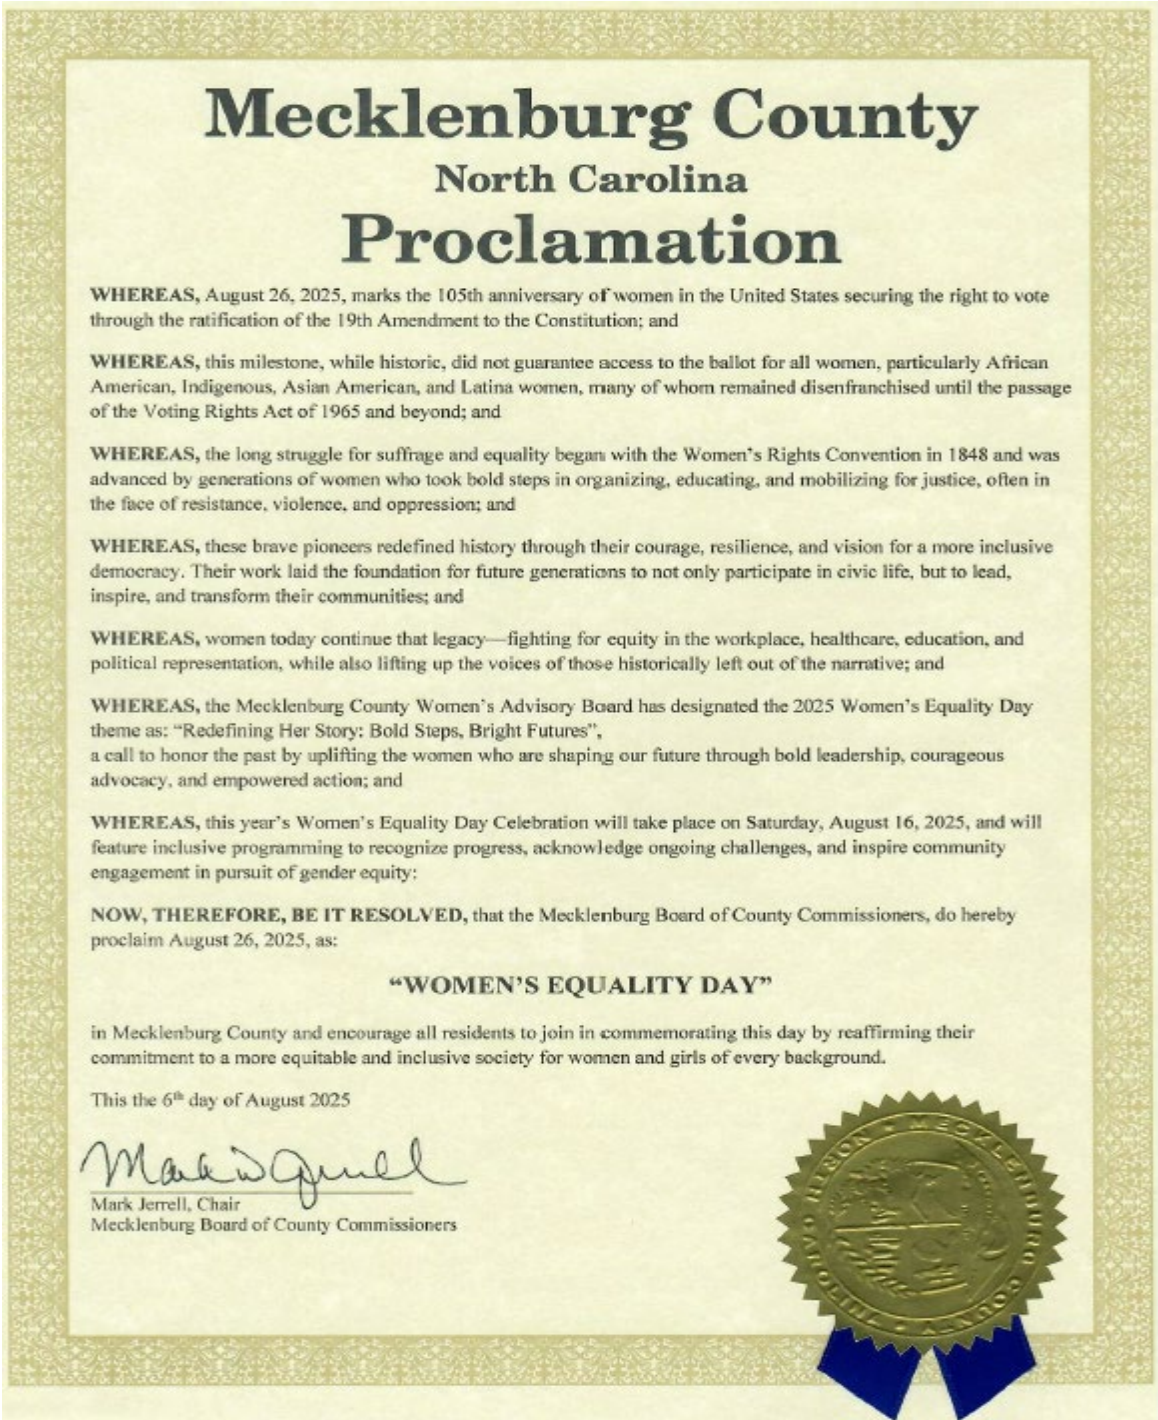 Mecklenburg County
North Carolina
Proclamation
WHEREAS, August 26, 2025, marks the 105th anniversary of women in the United States securing the right to vote
through the ratification of the 19th Amendment to the Constitution; and
WHEREAS, this milestone, while historic, did not guarantee access to the ballot for all women, particularly African
American, Indigenous, Asian American, and Latina women, many of whom remained disenfranchised until the passage
of the Voting Rights Act of 1965 and beyond; and
WHEREAS, the long struggle for suffrage and equality began with the Women's Rights Convention in 1848 and was
advanced by generations of women who took bold steps in organizing, educating, and mobilizing for justice, often in
the face of resistance, violence, and oppression; and
WHEREAS, these brave pioneers redefined history through their courage, resilience, and vision for a more inclusive
democracy. Their work laid the foundation for future generations to not only participate in civic life, but to lead,
inspire, and transform their communities; and
WHEREAS, women today continue that legacy—fighting for equity in the workplace, healthcare, education, and
political representation, while also lifting up the voices of those historically left out of the narrative; and
WHEREAS, the Mecklenburg County Women's Advisory Board has designated the 2025 Women's Equality Day
theme as: "Redefining Her Story: Bold Steps, Bright Futures",
a call to honor the past by uplifting the women who are shaping our future through bold leadership, courageous
advocacy, and empowered action; and
WHEREAS, this year's Women's Equality Day Celebration will take place on Saturday, August 16, 2025, and will
feature inclusive programming to recognize progress, acknowledge ongoing challenges, and inspire community
engagement in pursuit of gender equity:
NOW, THEREFORE, BE IT RESOLVED, that the Mecklenburg Board of County Commissioners, do hereby
proclaim August 26, 2025, as:
"WOMEN'S EQUALITY DAY"
in Mecklenburg County and encourage all residents to join in commemorating this day by reaffirming their
commitment to a more equitable and inclusive society for women and girls of every background.
This the 6th day of August 2025
Mark Jerrell, Chair
Mecklenburg Board of County Commissioners
MECKLENBURG COUNTY
CAROLINA